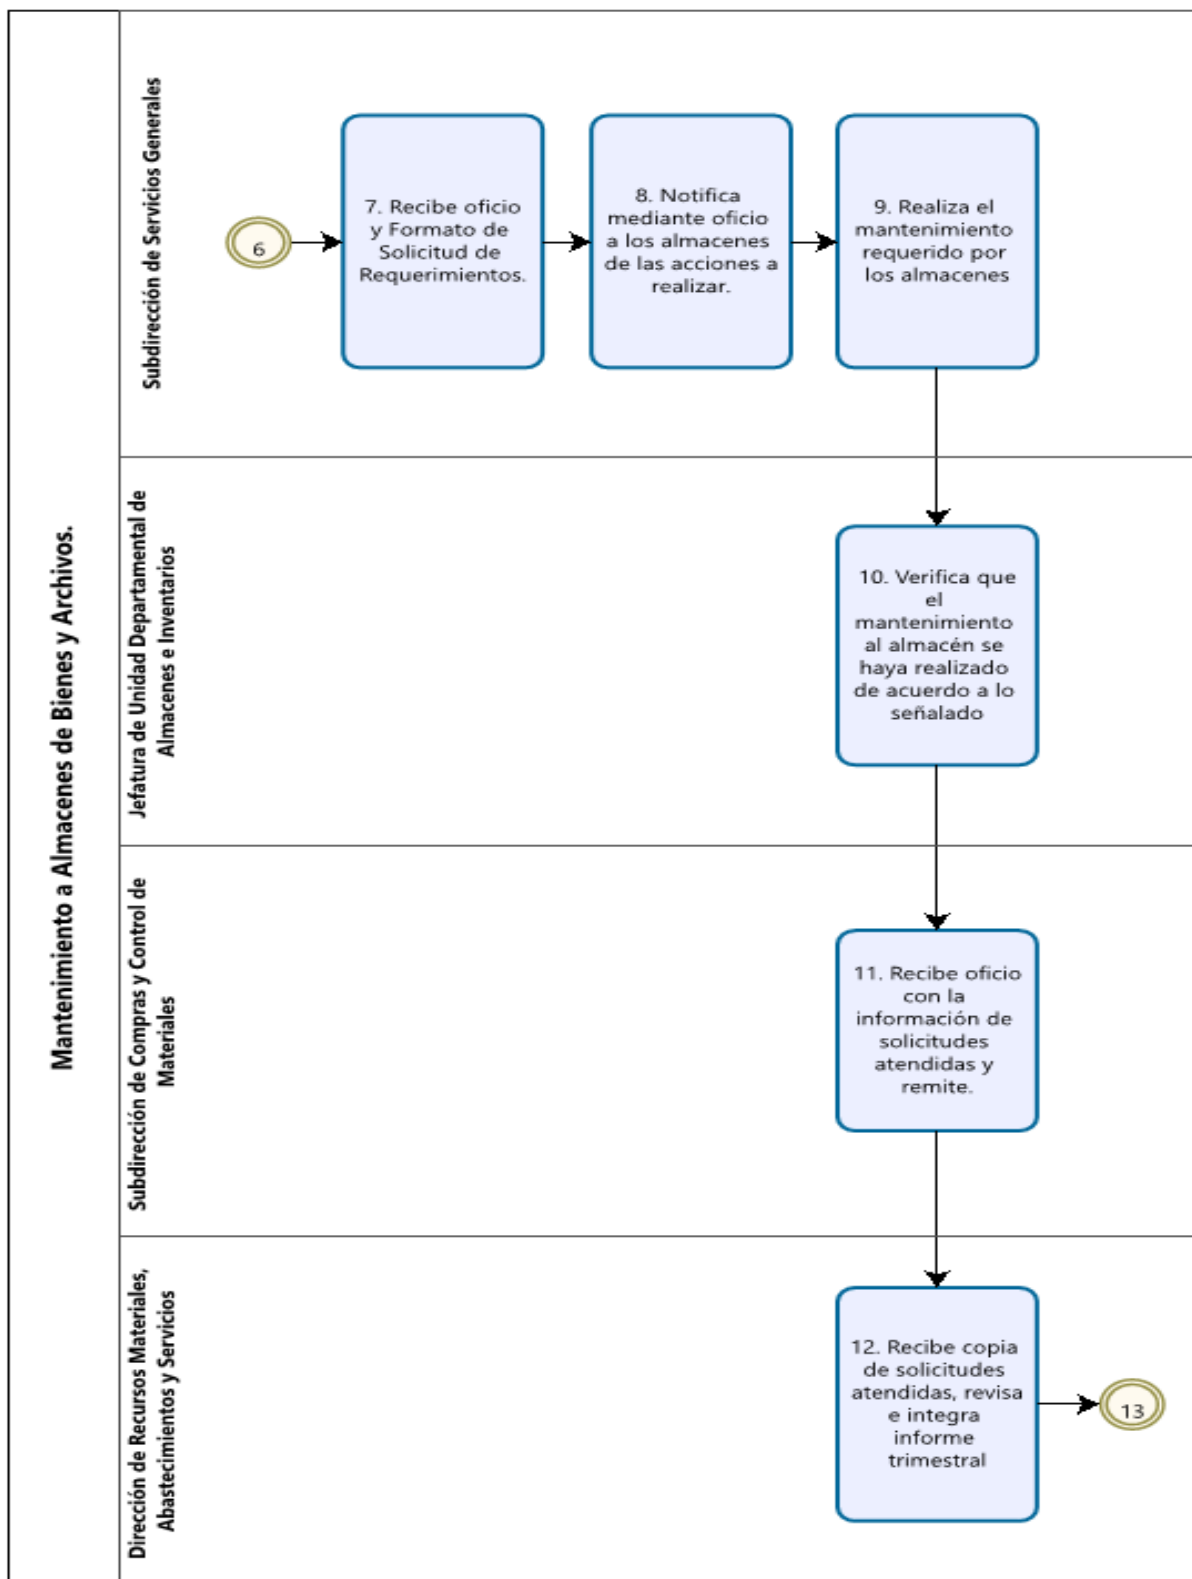 Mantenimiento a Almacenes de Bienes y Archivos.
Subdirección de Servicios Generales
6
7. Recibe oficio
y Formato de
Solicitud de
Requerimientos.
8. Notifica
mediante oficio
a los almacenes
de las acciones a
realizar.
9. Realiza el
mantenimiento
requerido por
los almacenes
Jefatura de Unidad Departamental de
Almacenes e Inventarios
10. Verifica que
el
mantenimiento
al almacén se
haya realizado
de acuerdo a lo
señalado
Subdirección de Compras y Control de
Materiales
11. Recibe oficio
con la
información de
solicitudes
atendidas y
remite.
Dirección de Recursos Materiales,
Abastecimientos y Servicios
12. Recibe copia
de solicitudes
atendidas, revisa
e integra
informe
trimestral
13